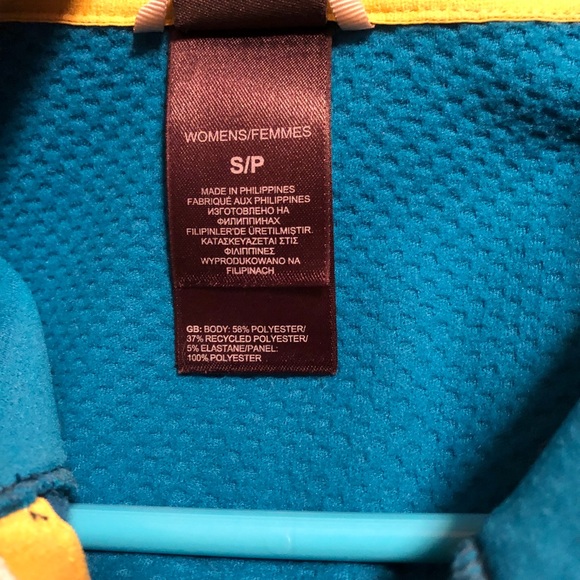 WOMENS/FEMMES
S/P
MADE IN PHILIPPINES
FABRIQUÉ AUX PHILIPPINES
ИЗГОТОВЛЕНО НА
ФИЛИППИНАХ
FILIPINLER'DE ÜRETILMIŞTIR.
ΚΑΤΑΣΚΕΥΑΖΕΤΑΙ ΣΤΙΣ
ΦΙΛΙΠΠΙΝΕΣ
WYPRODUKOWANO NA
FILIPINACH
GB: BODY: 58% POLYESTER/
37% RECYCLED POLYESTER/
5% ELASTANE/PANEL:
100% POLYESTER